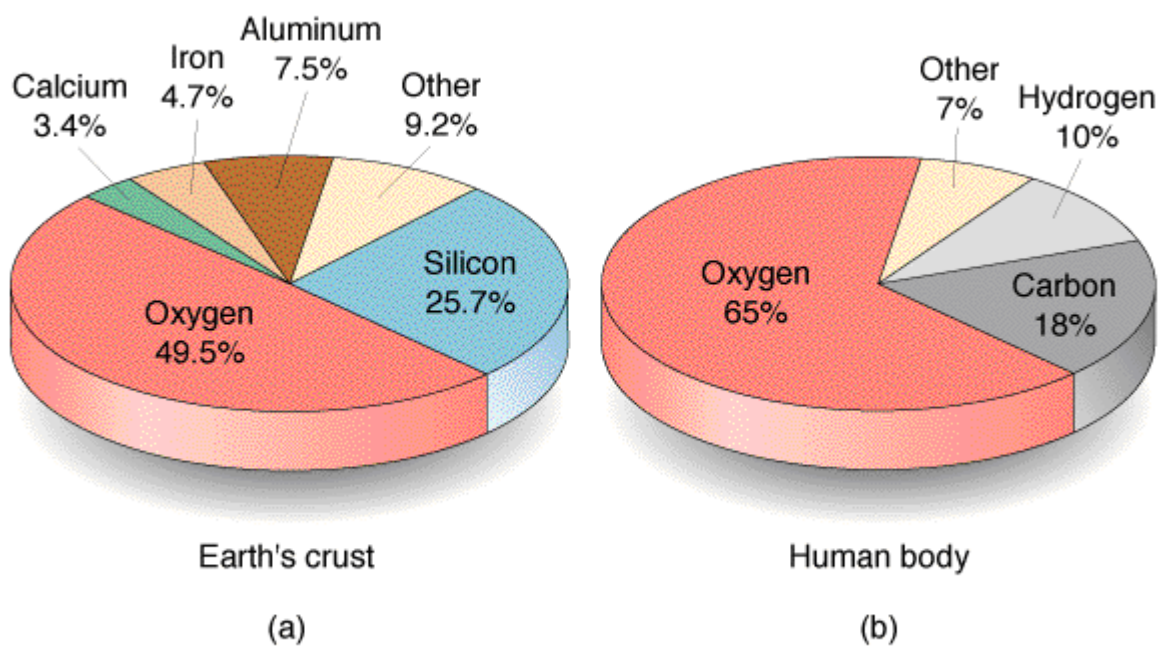 Aluminum
7.5%
Iron
4.7%
Calcium
3.4%
Other
9.2%
Silicon
25.7%
Oxygen
49.5%
Earth's crust
(a)
Other
7%
Hydrogen
10%
Oxygen
65%
Carbon
18%
Human body
(b)